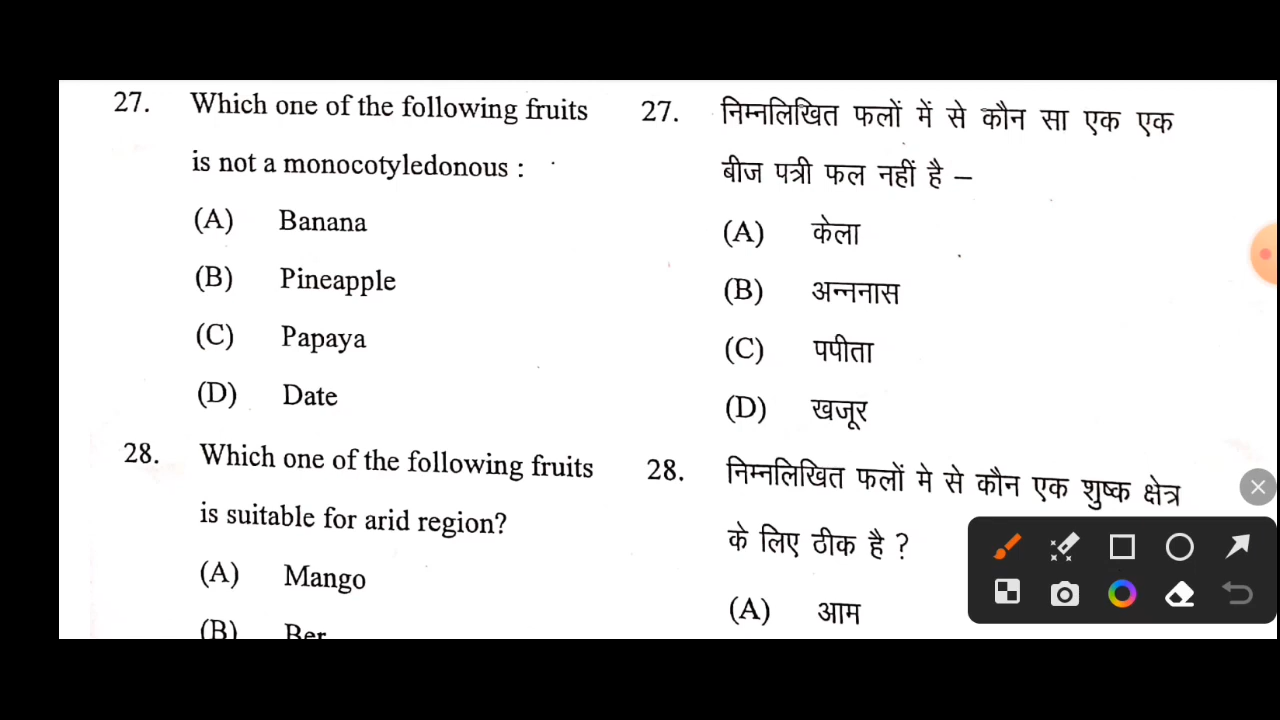 27. Which one of the following fruits
is not a monocotyledonous :
(A) Banana
(B) Pineapple
(C) Papaya
(D) Date
28. Which one of the following fruits
is suitable for arid region?
(A) Mango
(B) Ber
27. निम्नलिखित फलों में से कौन सा एक एक
बीज पत्री फल नहीं है –
(A) केला
(B) अन्ननास
(C) पपीता
(D) खजूर
28. निम्नलिखित फलों मे से कौन एक शुष्क क्षेत्र
के लिए ठीक है ?
(A) आम